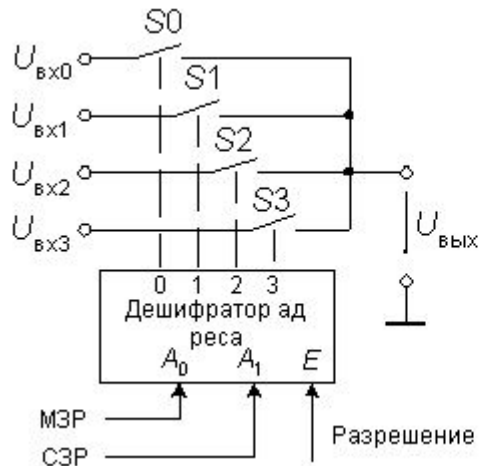 S0
Uвх0
S1
Uвх1
S2
Uвх2
S3
Uвх3
Uвых
0 1 2 3
Дешифратор ад
реса
A0 A1 E
МЗР
Разрешение
СЗР